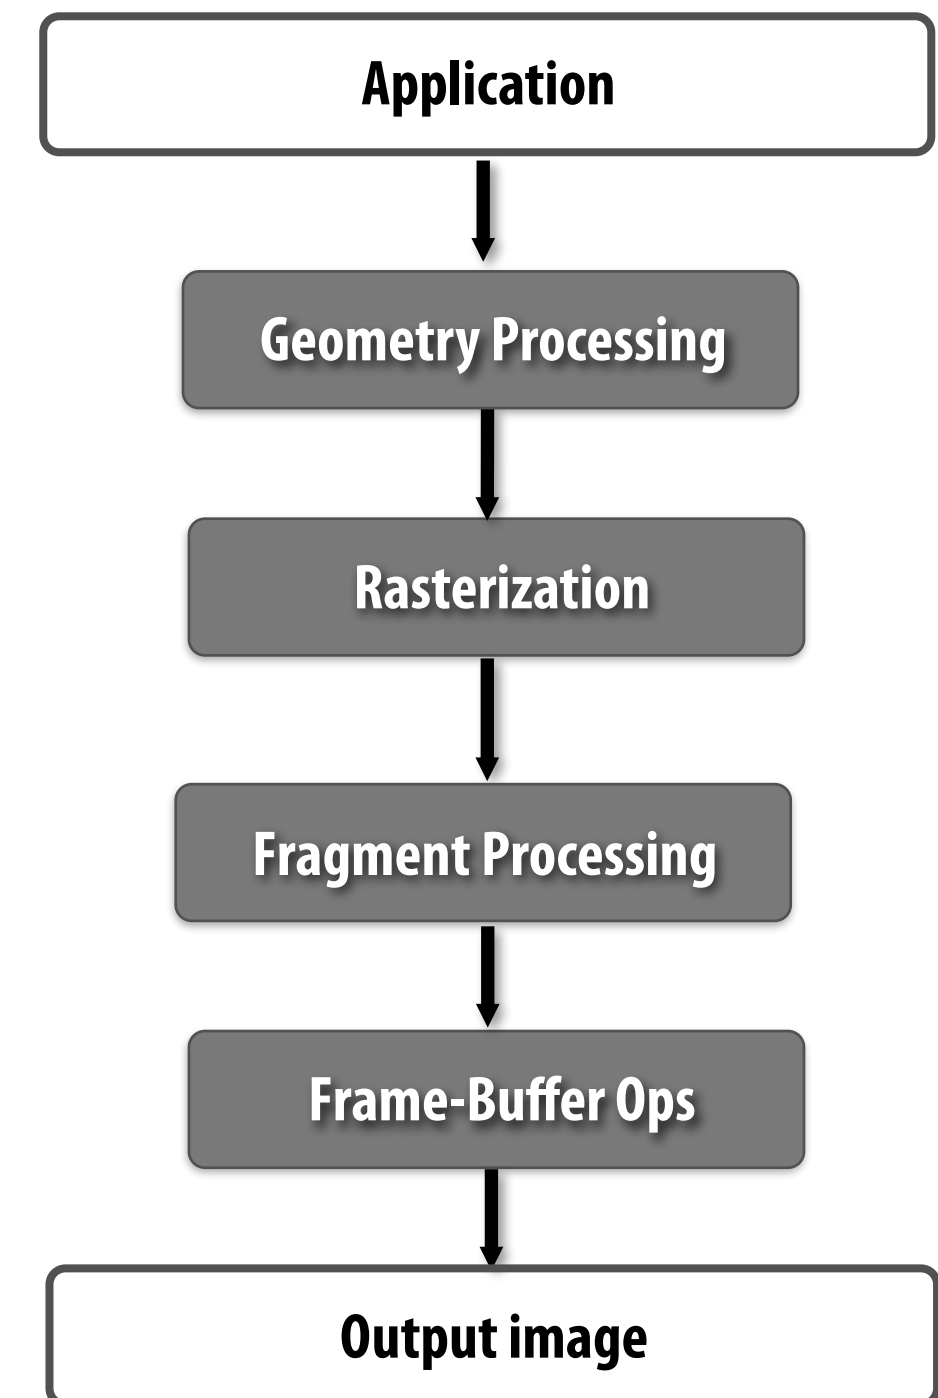 Application
Geometry Processing
Rasterization
Fragment Processing
Frame-Buffer Ops
Output image